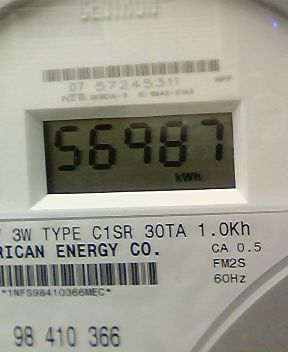 CENTRON
07 57245311
56987
kWh
3W TYPE C1SR 30TA 1.0Kh
RICAN ENERGY CO.
CA 0.5
FM2S
60Hz
*1NFS98410366MEC*
98 410 366